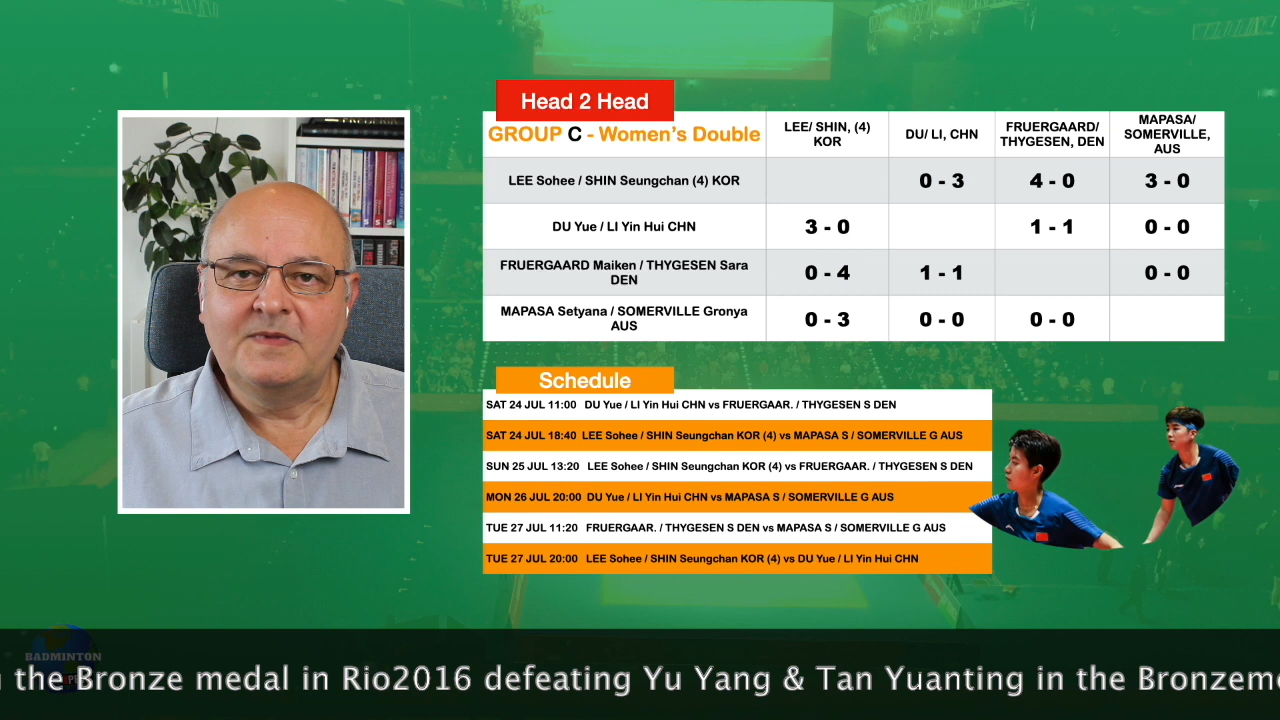 Head 2 Head
GROUP C - Women's Double
LEE/ SHIN, (4)
KOR
DU/ LI, CHN
FRUERGAARD/
THYGESEN, DEN
MAPASA/
SOMERVILLE,
AUS
LEE Sohee / SHIN Seungchan (4) KOR
0 - 3
4 - 0
3 - 0
DU Yue / LI Yin Hui CHN
3 - 0
1 - 1
0 - 0
FRUERGAARD Maiken / THYGESEN Sara
DEN
0 - 4
1 - 1
0 - 0
MAPASA Setyana / SOMERVILLE Gronya
AUS
0 - 3
0 - 0
0 - 0
Schedule
SAT 24 JUL 11:00 DU Yue / LI Yin Hui CHN vs FRUERGAAR. / THYGESEN S DEN
SAT 24 JUL 18:40 LEE Sohee / SHIN Seungchan KOR (4) vs MAPASA S / SOMERVILLE G AUS
SUN 25 JUL 13:20 LEE Sohee / SHIN Seungchan KOR (4) vs FRUERGAAR. / THYGESEN S DEN
MON 26 JUL 20:00 DU Yue / LI Yin Hui CHN vs MAPASA S / SOMERVILLE G AUS
TUE 27 JUL 11:20 FRUERGAAR. / THYGESEN S DEN vs MAPASA S / SOMERVILLE G AUS
TUE 27 JUL 20:00 LEE Sohee / SHIN Seungchan KOR (4) vs DU Yue / LI Yin Hui CHN
BADMINTON
the Bronze medal in Rio2016 defeating Yu Yang & Tan Yuanting in the Bronzeme